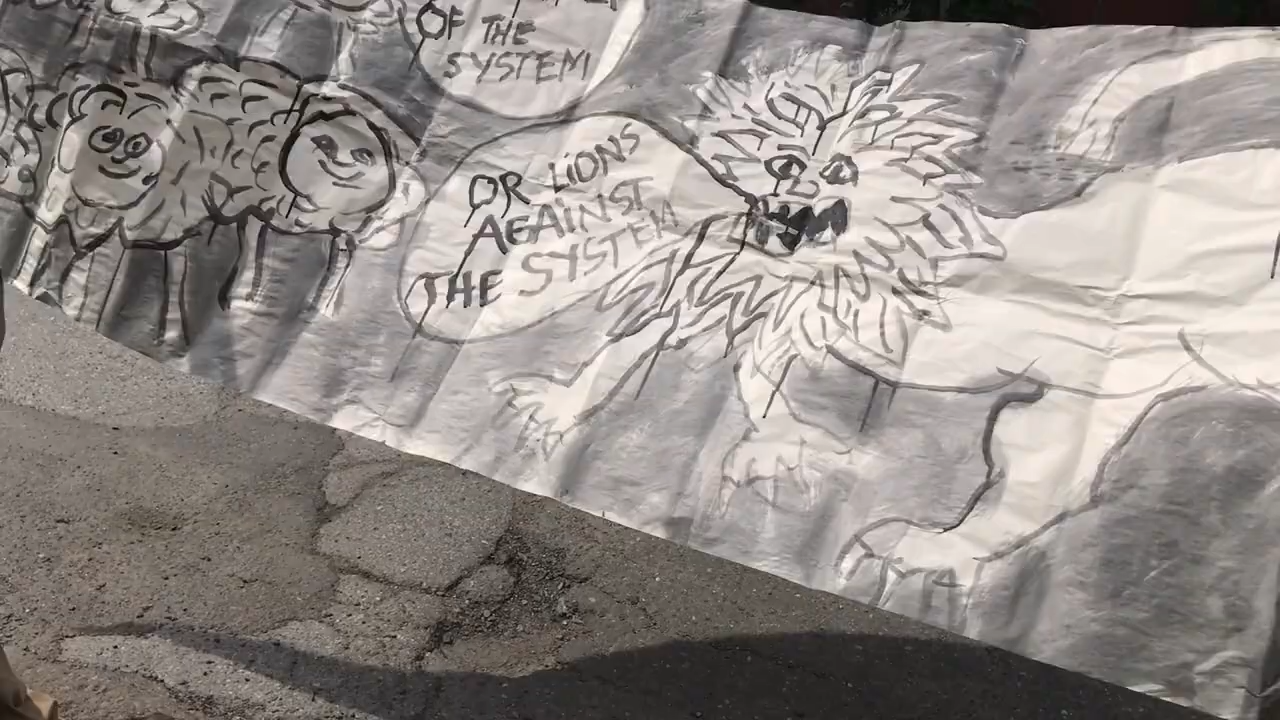 OF THE
SYSTEM
OR LiONS
AGAINST
THE SYSTEM